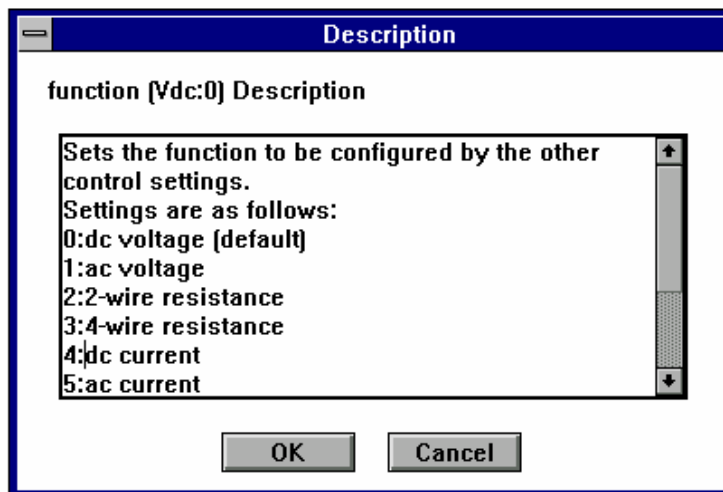 Description
function (Vdc:0) Description
Sets the function to be configured by the other
control settings.
Settings are as follows:
0:dc voltage (default)
1:ac voltage
2:2-wire resistance
3:4-wire resistance
4:dc current
5:ac current
OK Cancel